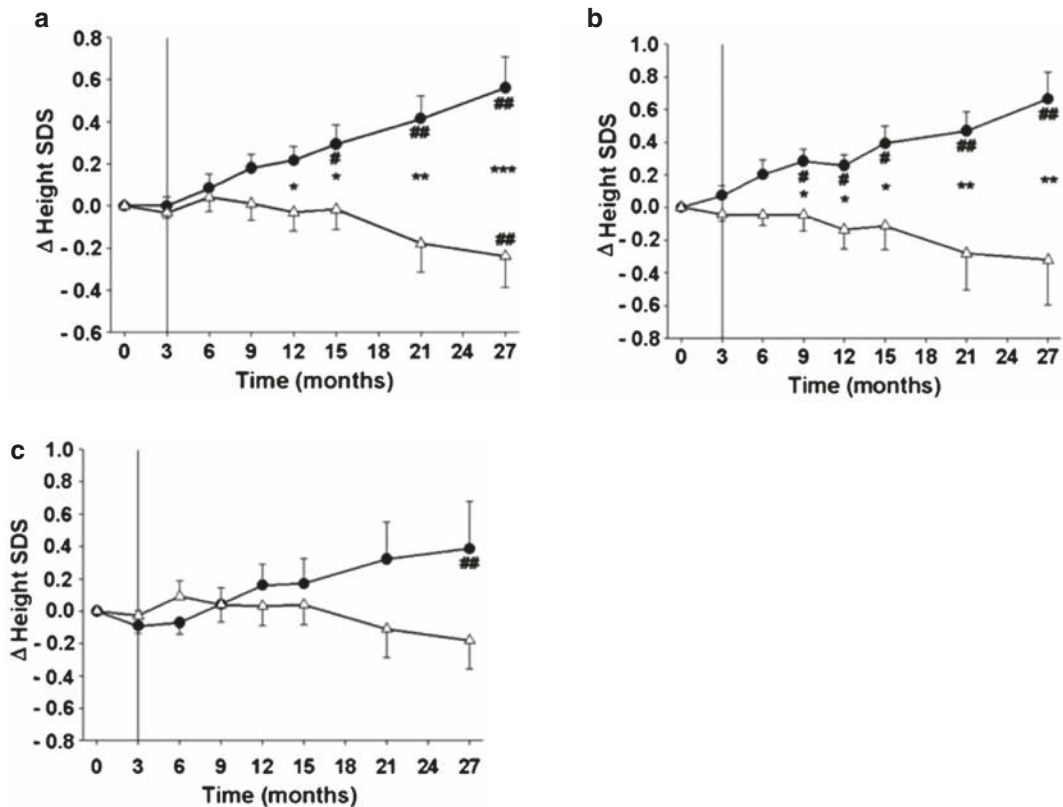 a
Δ Height SDS
0.8
0.6
0.4
0.2
0.0
- 0.2
- 0.4
- 0.6
##
##
#
* * ** ***
##
0 3 6 9 12 15 18 21 24 27
Time (months)
b
Δ Height SDS
1.0
0.8
0.6
0.4
0.2
0.0
- 0.2
- 0.4
- 0.6
- 0.8
##
##
# # #
* * * ** **
0 3 6 9 12 15 18 21 24 27
Time (months)
c
Δ Height SDS
1.0
0.8
0.6
0.4
0.2
0.0
- 0.2
- 0.4
- 0.6
- 0.8
##
0 3 6 9 12 15 18 21 24 27
Time (months)